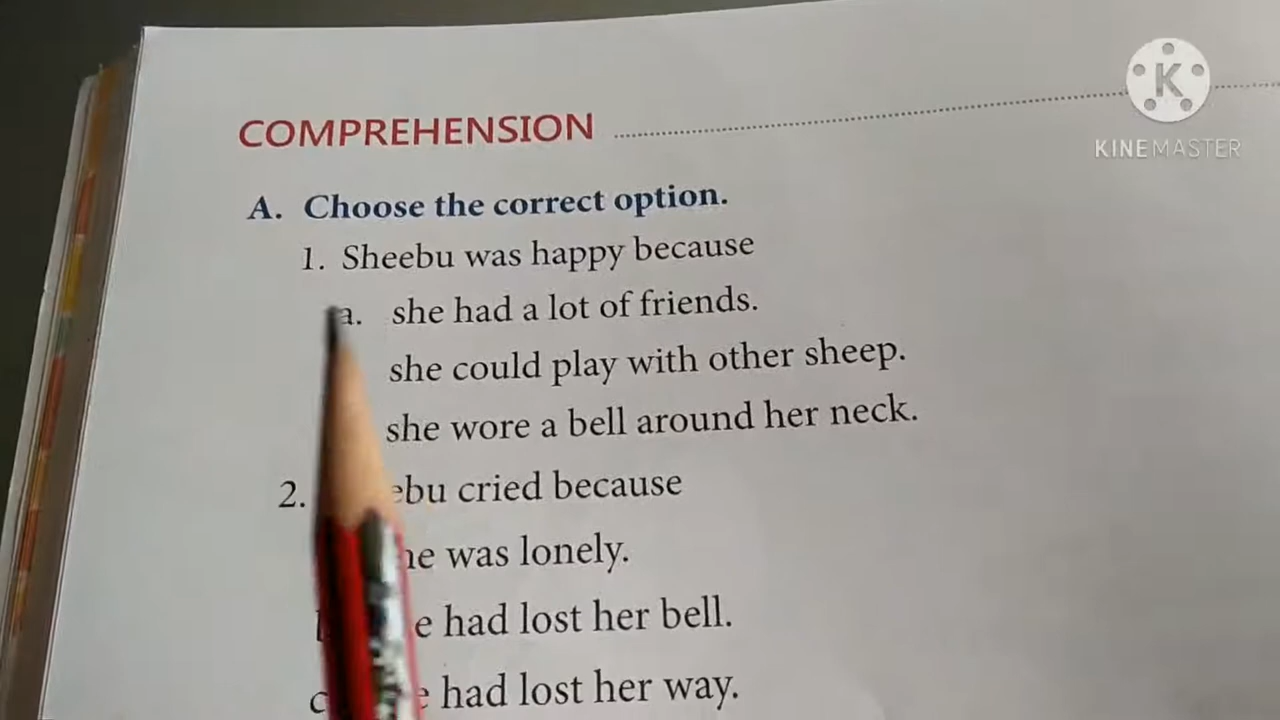 COMPREHENSION
A. Choose the correct option.
1. Sheebu was happy because
a. she had a lot of friends.
she could play with other sheep.
she wore a bell around her neck.
2. cried because
was lonely.
had lost her bell.
c had lost her way.
K
KINEMASTER